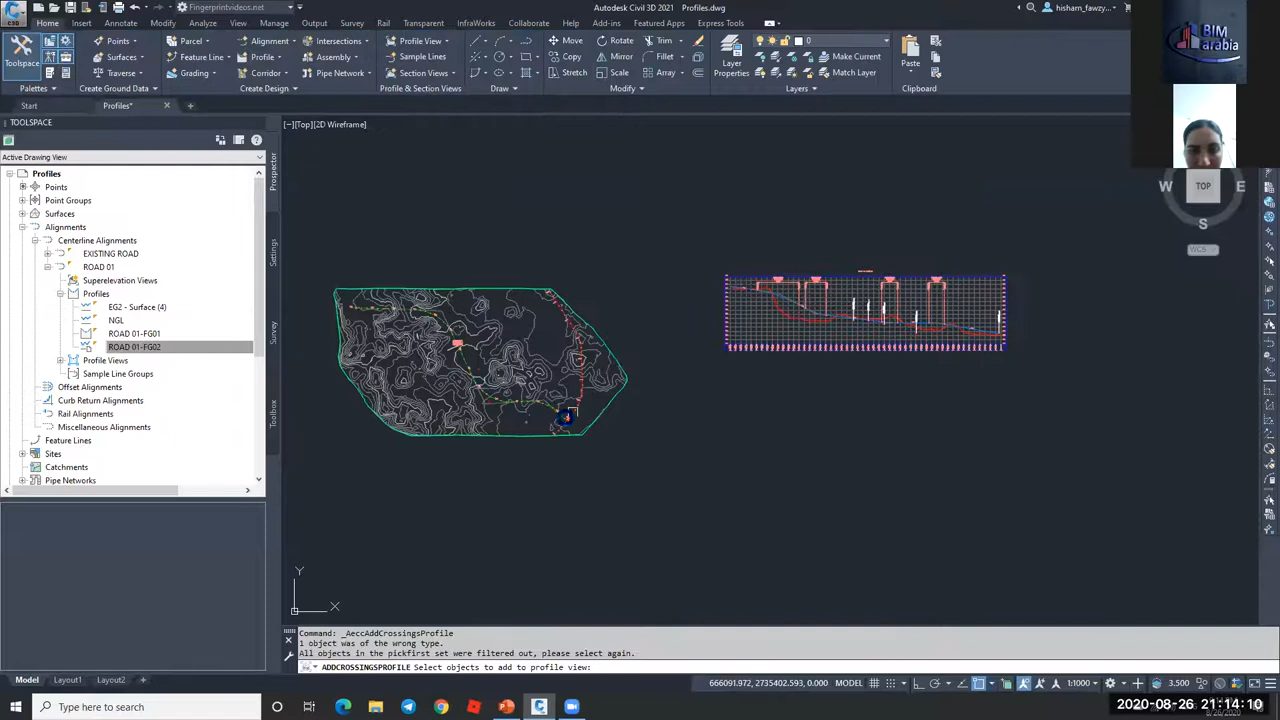 Fingerprintvideos.net
Autodesk Civil 3D 2021 Profiles.dwg
hisham_fawzy...
C3D
Home Insert Annotate Modify Analyze View Manage Output Survey Rail Transparent InfraWorks Collaborate Help Add-ins Featured Apps Express Tools
Toolspace
Points
Surfaces
Traverse
Parcel
Feature Line
Grading
Alignment
Profile
Corridor
Intersections
Assembly
Pipe Network
Profile View
Sample Lines
Section Views
Move
Copy
Stretch
Rotate
Mirror
Scale
Trim
Fillet
Array
Layer
Properties
0
Make Current
Match Layer
Paste
Palettes Create Ground Data Create Design Profile & Section Views Draw Modify Layers Clipboard
BIM
arabia
Start Profiles*
TOOLSPACE
Active Drawing View
Profiles
Points
Point Groups
Surfaces
Alignments
Centerline Alignments
EXISTING ROAD
ROAD 01
Superelevation Views
Profiles
EG2 - Surface (4)
NGL
ROAD 01-FG01
ROAD 01-FG02
Profile Views
Sample Line Groups
Offset Alignments
Curb Return Alignments
Rail Alignments
Miscellaneous Alignments
Feature Lines
Sites
Catchments
Pipe Networks
Prospector
Settings
Survey
Toolbox
[−][Top][2D Wireframe]
W TOP E
S
WCS
Y
X
Command: _AeccAddCrossingsProfile
1 object was of the wrong type.
All objects in the pickfirst set were filtered out, please select again.
ADDCROSSINGSPROFILE Select objects to add to profile view:
Model Layout1 Layout2
666091.972, 2735402.593, 0.000 MODEL
1:1000
3.500
Type here to search
2020-08-26 21:14:10